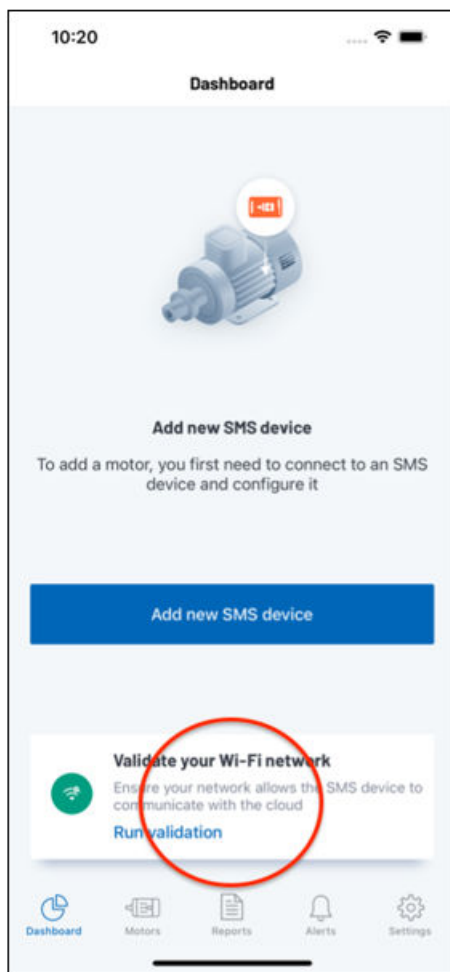 10:20
Dashboard
Add new SMS device
To add a motor, you first need to connect to an SMS
device and configure it
Add new SMS device
Validate your Wi-Fi network
Ensure your network allows the SMS device to
communicate with the cloud
Run validation
Dashboard Motors Reports Alerts Settings